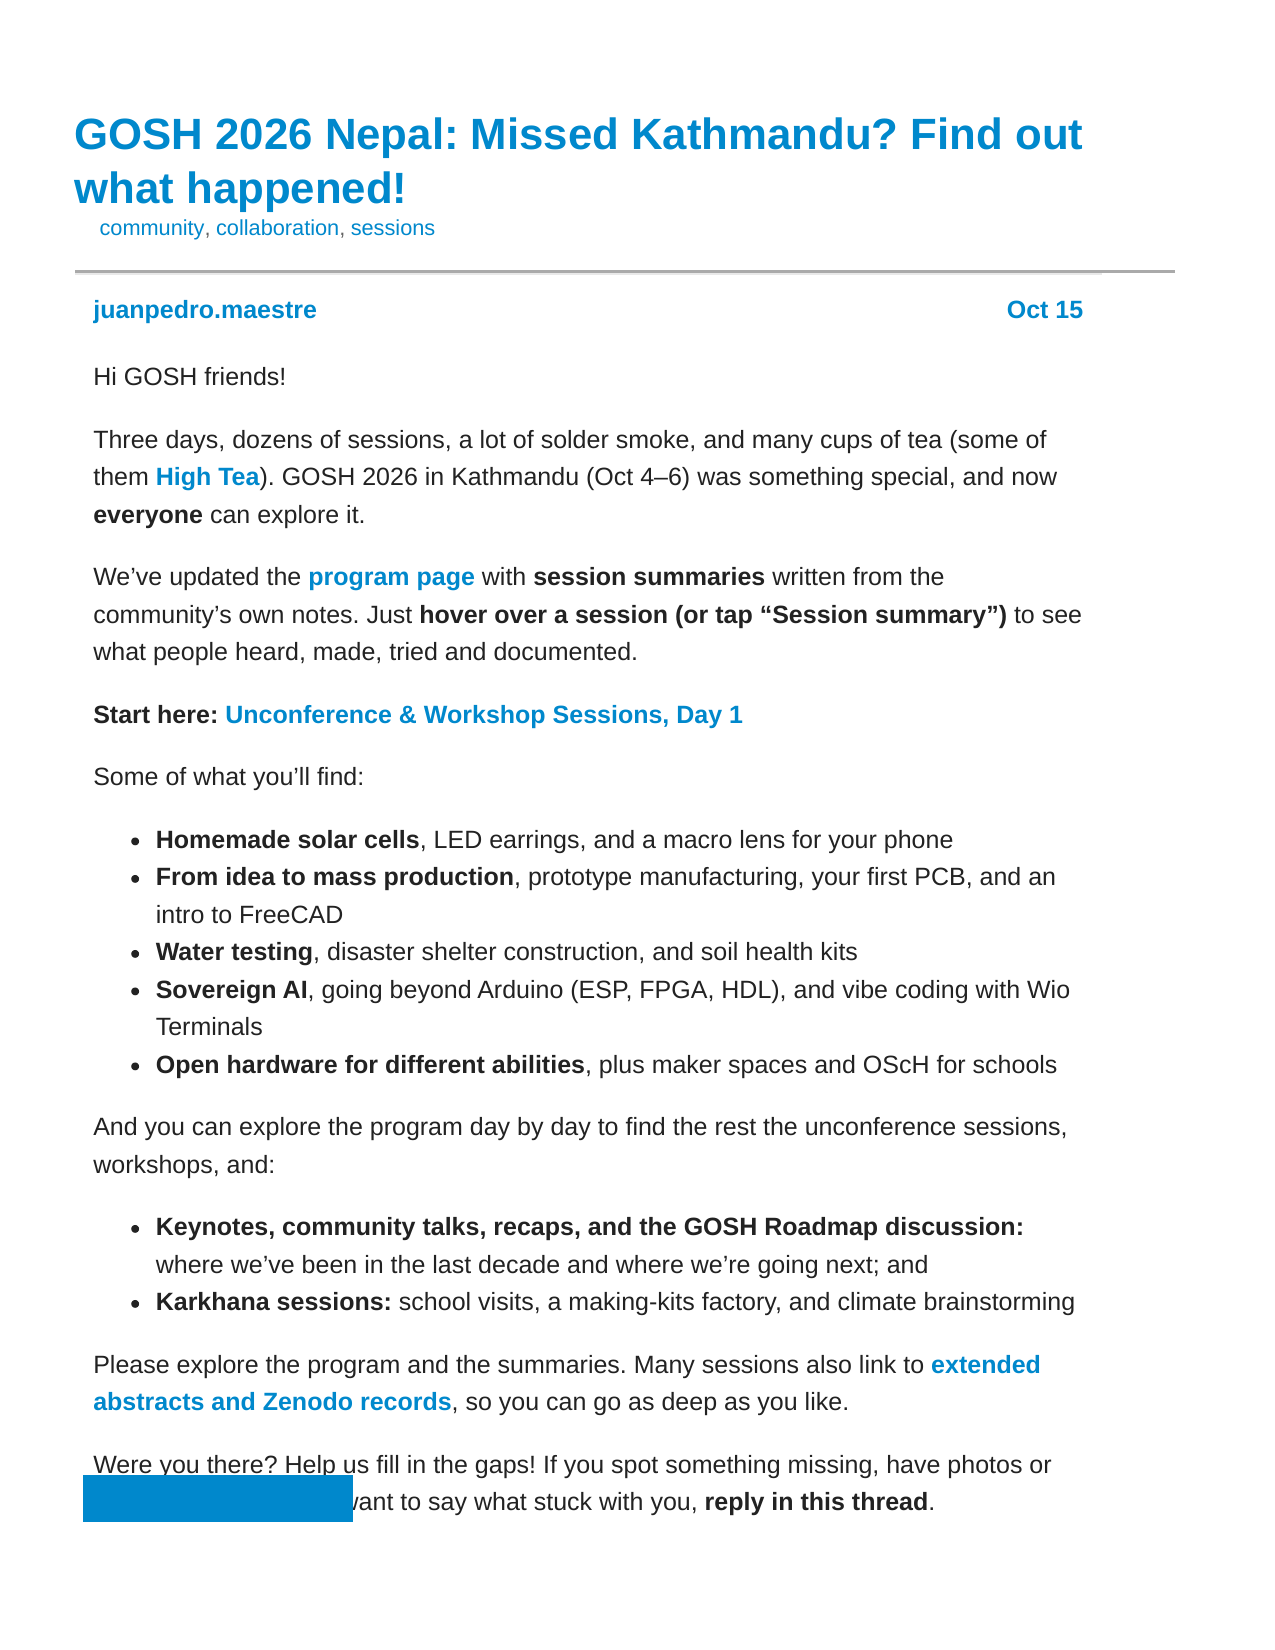 GOSH 2026 Nepal: Missed Kathmandu? Find out
what happened!
community, collaboration, sessions
juanpedro.maestre Oct 15
Hi GOSH friends!
Three days, dozens of sessions, a lot of solder smoke, and many cups of tea (some of
them High Tea). GOSH 2026 in Kathmandu (Oct 4–6) was something special, and now
everyone can explore it.
We’ve updated the program page with session summaries written from the
community’s own notes. Just hover over a session (or tap “Session summary”) to see
what people heard, made, tried and documented.
Start here: Unconference & Workshop Sessions, Day 1
Some of what you’ll find:
• Homemade solar cells, LED earrings, and a macro lens for your phone
• From idea to mass production, prototype manufacturing, your first PCB, and an
intro to FreeCAD
• Water testing, disaster shelter construction, and soil health kits
• Sovereign AI, going beyond Arduino (ESP, FPGA, HDL), and vibe coding with Wio
Terminals
• Open hardware for different abilities, plus maker spaces and OScH for schools
And you can explore the program day by day to find the rest the unconference sessions,
workshops, and:
• Keynotes, community talks, recaps, and the GOSH Roadmap discussion:
where we’ve been in the last decade and where we’re going next; and
• Karkhana sessions: school visits, a making-kits factory, and climate brainstorming
Please explore the program and the summaries. Many sessions also link to extended
abstracts and Zenodo records, so you can go as deep as you like.
Were you there? Help us fill in the gaps! If you spot something missing, have photos or
to say what stuck with you, reply in this thread.